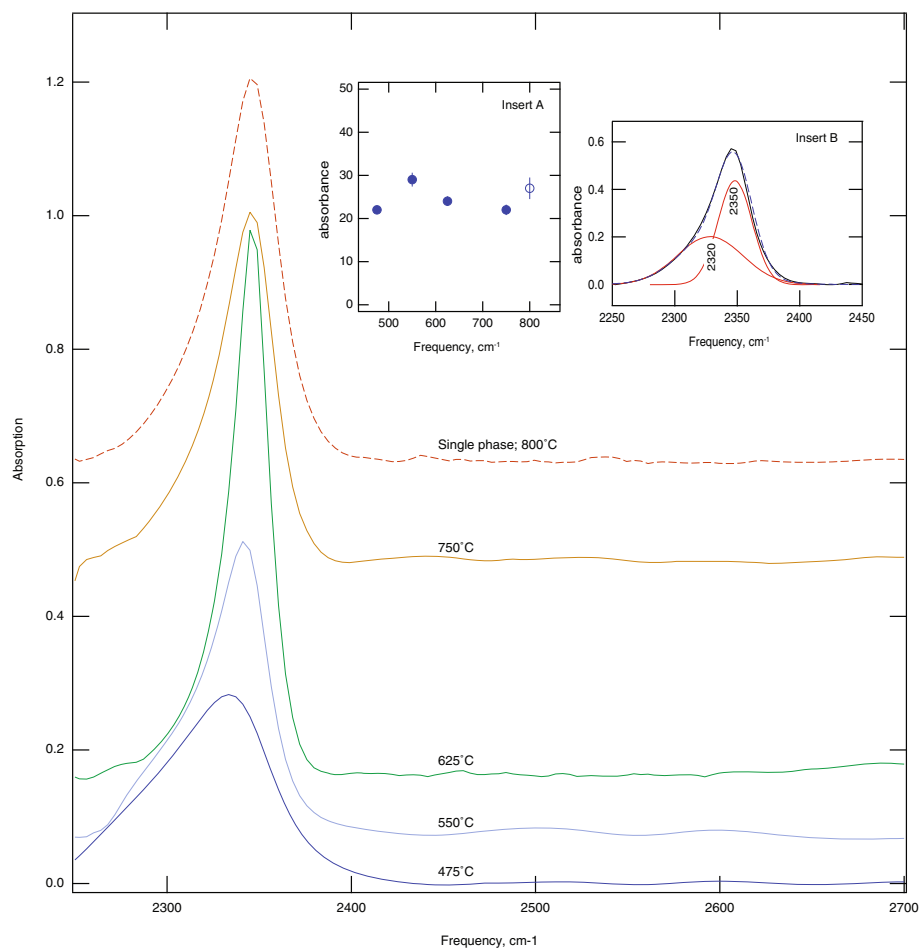 1.2
1.0
0.8
0.6
0.4
0.2
0.0
Absorption
2300
2400
2500
2600
2700
Frequency, cm-1
Single phase; 800˚C
750˚C
625˚C
550˚C
475˚C
Insert A
50
40
30
20
10
0
absorbance
500
600
700
800
Frequency, cm-1
Insert B
0.6
0.4
0.2
0.0
absorbance
2320
2350
2250
2300
2350
2400
2450
Frequency, cm-1